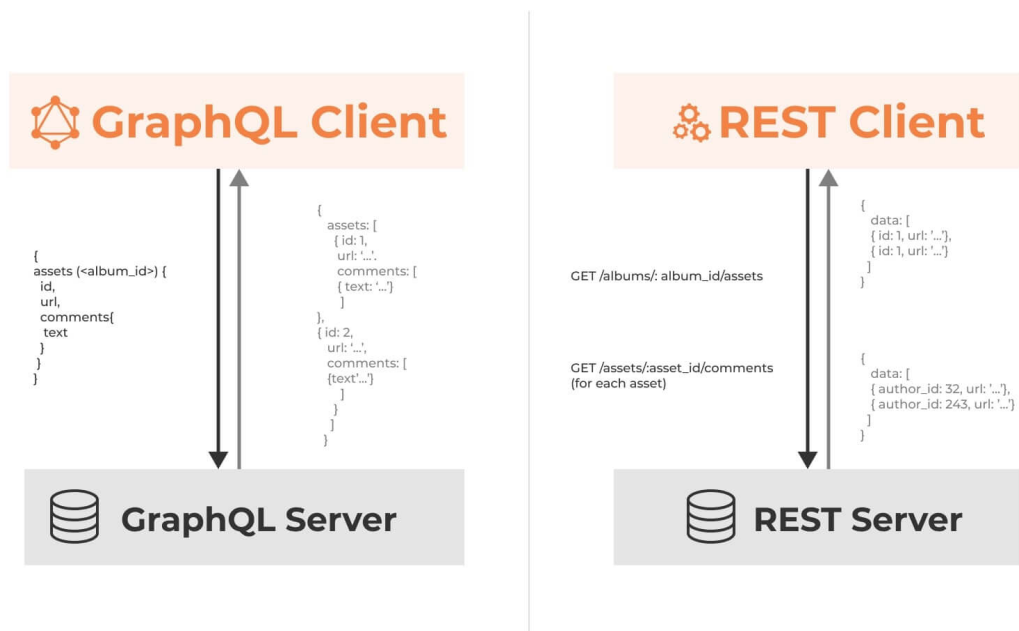 GraphQL Client
{
assets (<album_id>) {
id,
url,
comments{
text
}
}
}
{
assets: [
{ id: 1,
url: ‘...’.
comments: [
{ text: ‘...’}
]
},
{ id: 2,
url: ‘...’,
comments: [
{text’...’}
]
}
]
}
GraphQL Server
REST Client
GET /albums/: album_id/assets
{
data: [
{ id: 1, url: ‘...’},
{ id: 1, url: ‘...’}
]
}
GET /assets/:asset_id/comments
(for each asset)
{
data: [
{ author_id: 32, url: ‘...’},
{ author_id: 243, url: ‘...’}
]
}
REST Server